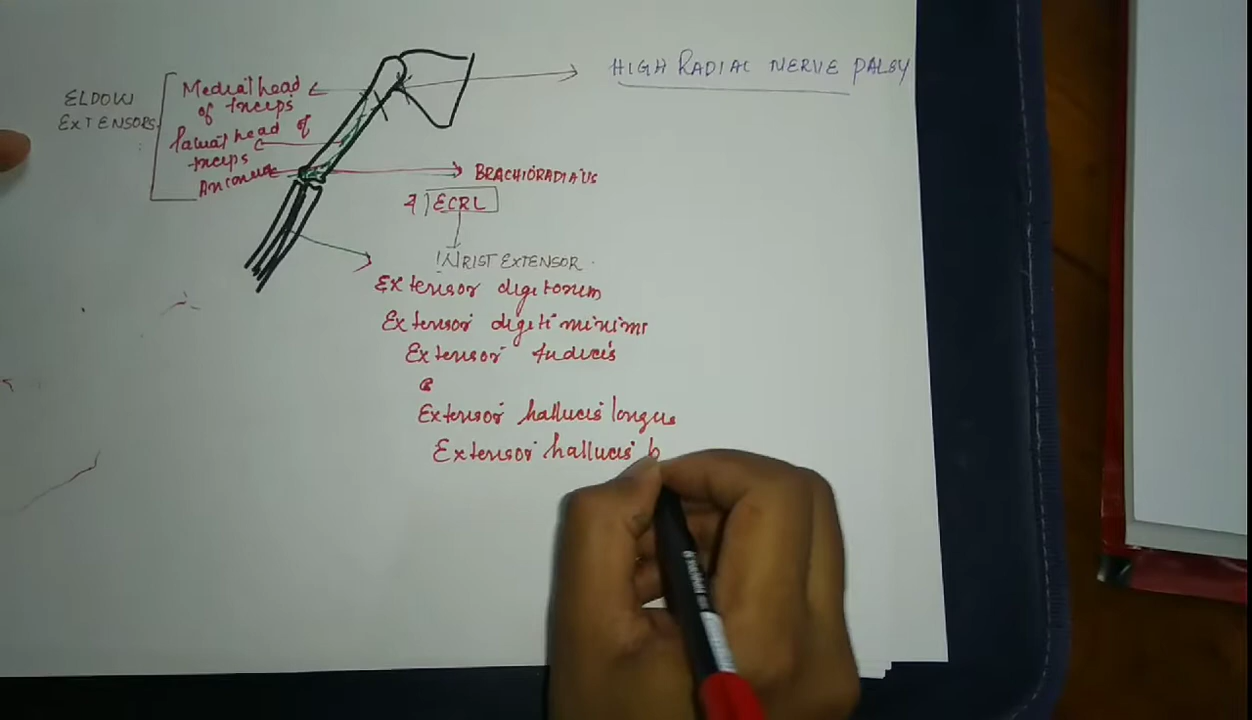 HIGH RADIAL NERVE PALSY
ELBOW
EXTENSORS
Medial head
of triceps
lateral head of
triceps
Anconeus
BRACHIORADIALIS
ECRL
WRIST EXTENSOR
Extensor digitorum
Extensor digiti minimi
Extensor Indicis
Extensor hallucis longus
Extensor hallucis b